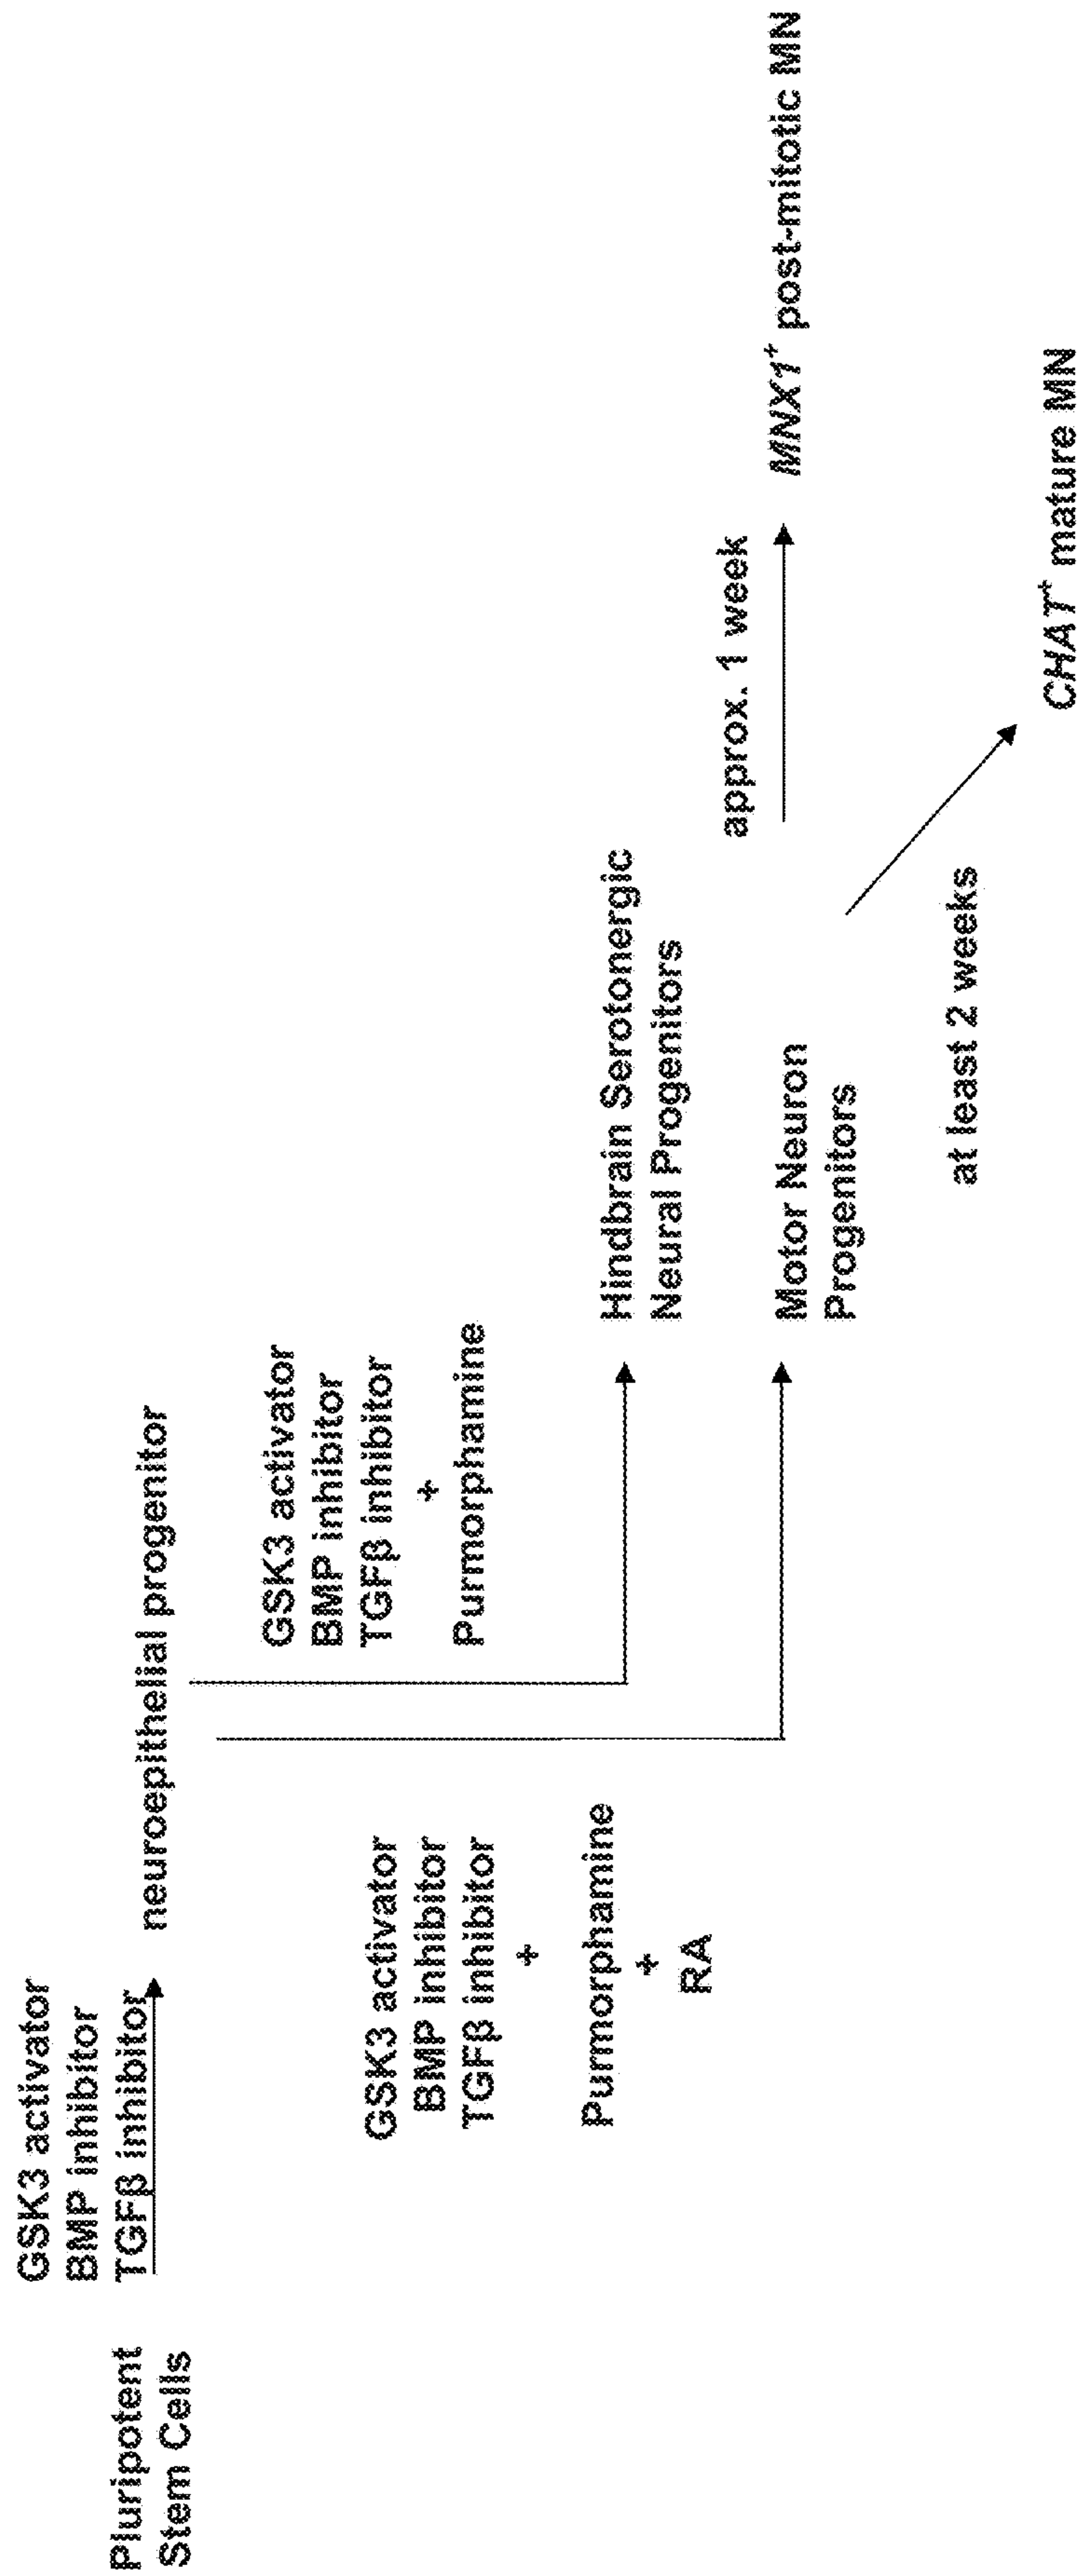 Pluripotent
Stem Cells
GSK3 activator
BMP inhibitor
TGFβ inhibitor
neuroepithelial progenitor
GSK3 activator
BMP inhibitor
TGFβ inhibitor
+
Purmorphamine
+
RA
GSK3 activator
BMP inhibitor
TGFβ inhibitor
+
Purmorphamine
Hindbrain Serotonergic
Neural Progenitors
Motor Neuron
Progenitors
approx. 1 week
MNX1⁺ post-mitotic MN
at least 2 weeks
CHAT⁺ mature MN